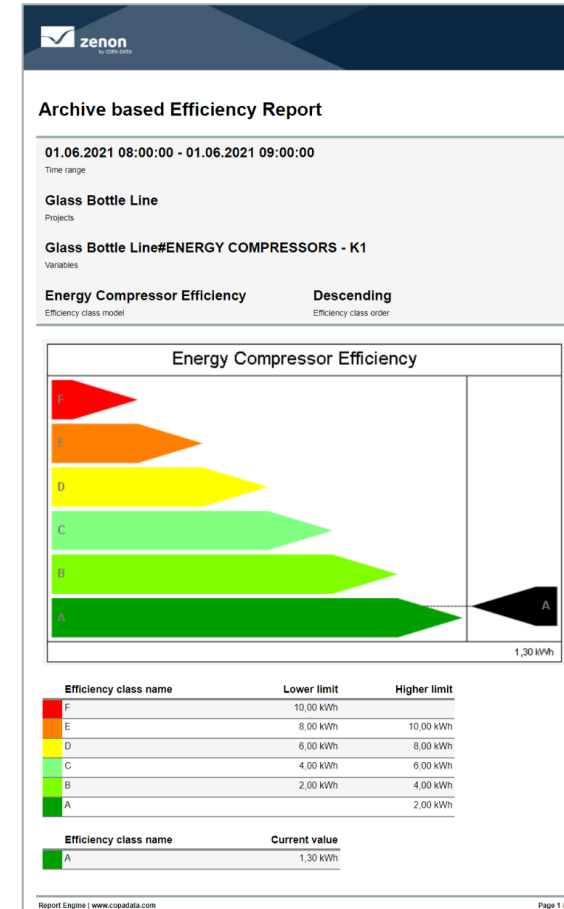 zenon
by COPA-DATA
Archive based Efficiency Report
01.06.2021 08:00:00 - 01.06.2021 09:00:00
Time range
Glass Bottle Line
Projects
Glass Bottle Line#ENERGY COMPRESSORS - K1
Variables
Energy Compressor Efficiency Descending
Efficiency class model Efficiency class order
Energy Compressor Efficiency
F
E
D
C
B
A A
1,30 kWh
Efficiency class name Lower limit Higher limit
F 10,00 kWh
E 8,00 kWh 10,00 kWh
D 6,00 kWh 8,00 kWh
C 4,00 kWh 6,00 kWh
B 2,00 kWh 4,00 kWh
A 2,00 kWh
Efficiency class name Current value
A 1,30 kWh
Report Engine | www.copadata.com Page 1